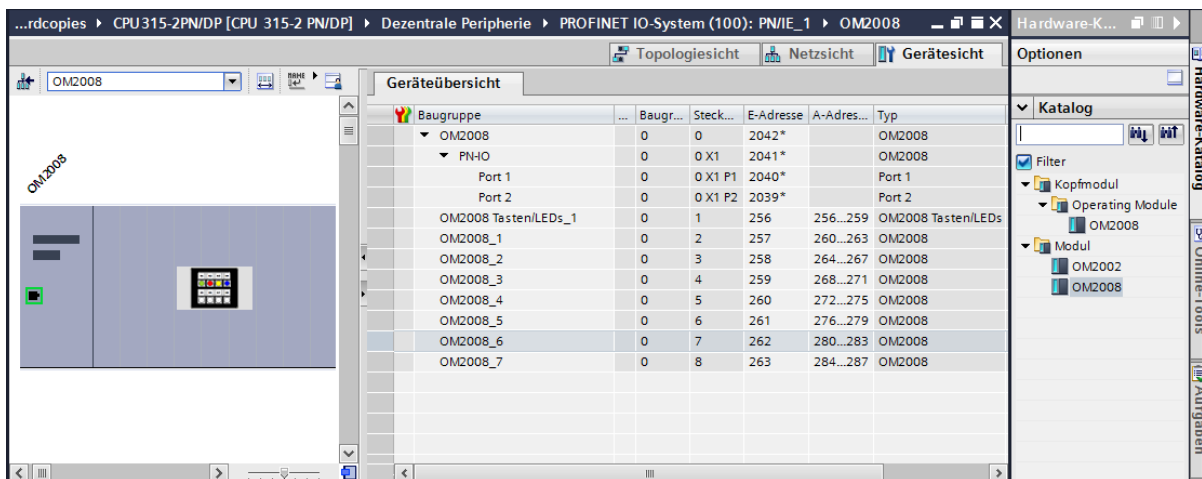 ...rdcopies ▸ CPU315-2PN/DP [CPU 315-2 PN/DP] ▸ Dezentrale Peripherie ▸ PROFINET IO-System (100): PN/IE_1 ▸ OM2008
Hardware-K...
Topologiesicht Netzsicht Gerätesicht
Optionen
OM2008
Geräteübersicht
Baugruppe ... Baugr... Steck... E-Adresse A-Adres... Typ
OM2008 0 0 2042* OM2008
PN-IO 0 0 X1 2041* OM2008
Port 1 0 0 X1 P1 2040* Port 1
Port 2 0 0 X1 P2 2039* Port 2
OM2008 Tasten/LEDs_1 0 1 256 256...259 OM2008 Tasten/LEDs
OM2008_1 0 2 257 260...263 OM2008
OM2008_2 0 3 258 264...267 OM2008
OM2008_3 0 4 259 268...271 OM2008
OM2008_4 0 5 260 272...275 OM2008
OM2008_5 0 6 261 276...279 OM2008
OM2008_6 0 7 262 280...283 OM2008
OM2008_7 0 8 263 284...287 OM2008
OM2008
Katalog
Filter
Kopfmodul
Operating Module
OM2008
Modul
OM2002
OM2008
Hardware-Katalog
Online-Tools
Aufgaben